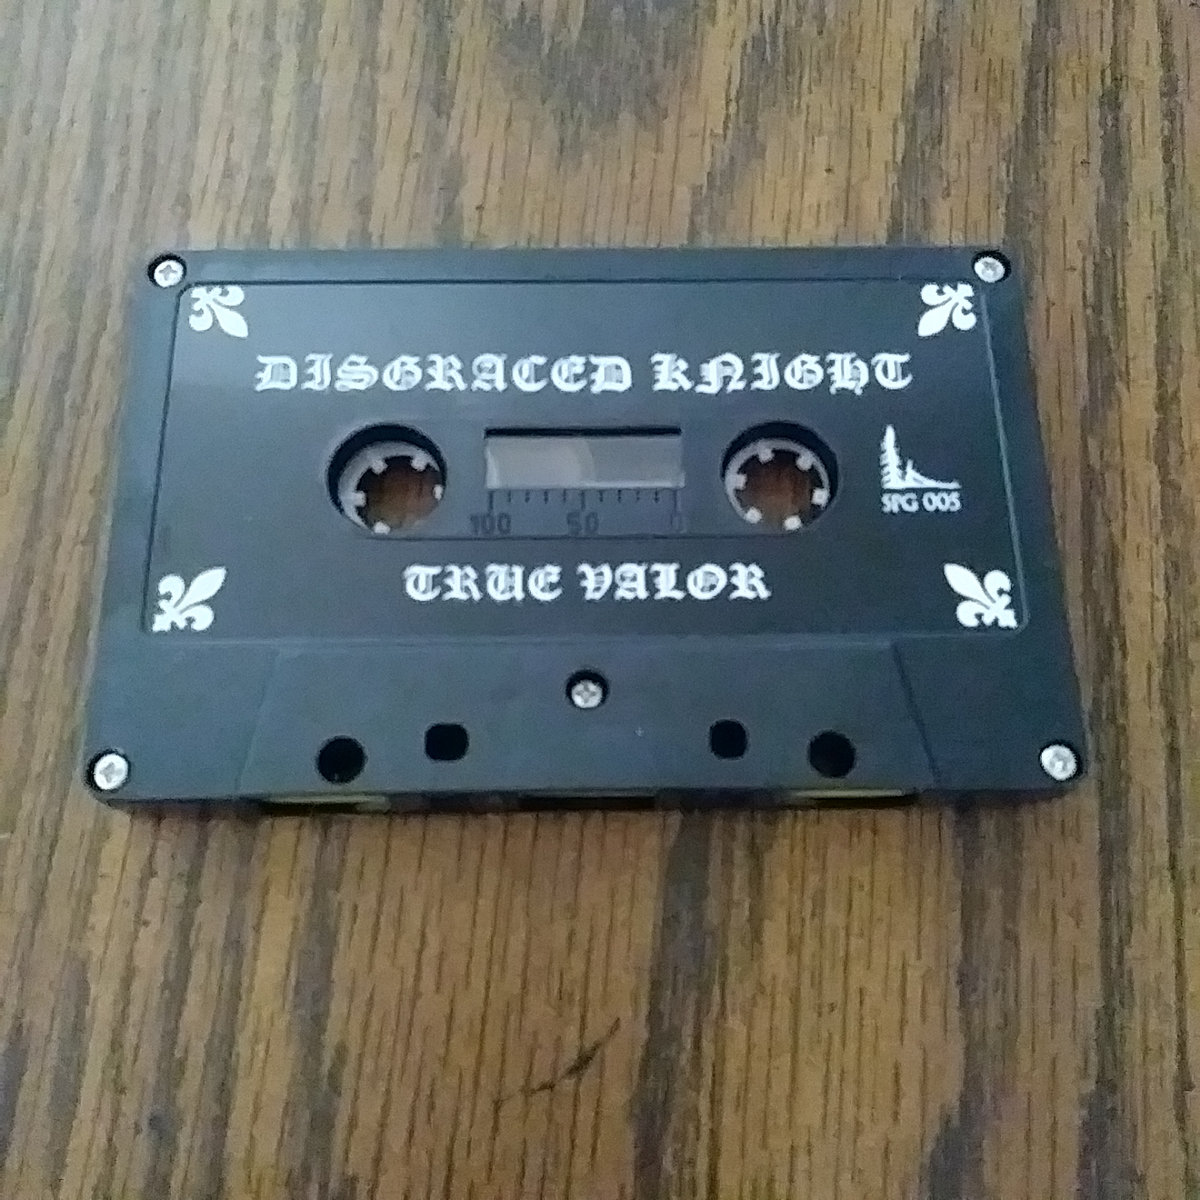 DISGRACED KNIGHT
SPG 005
100 50 0
TRUE VALOR